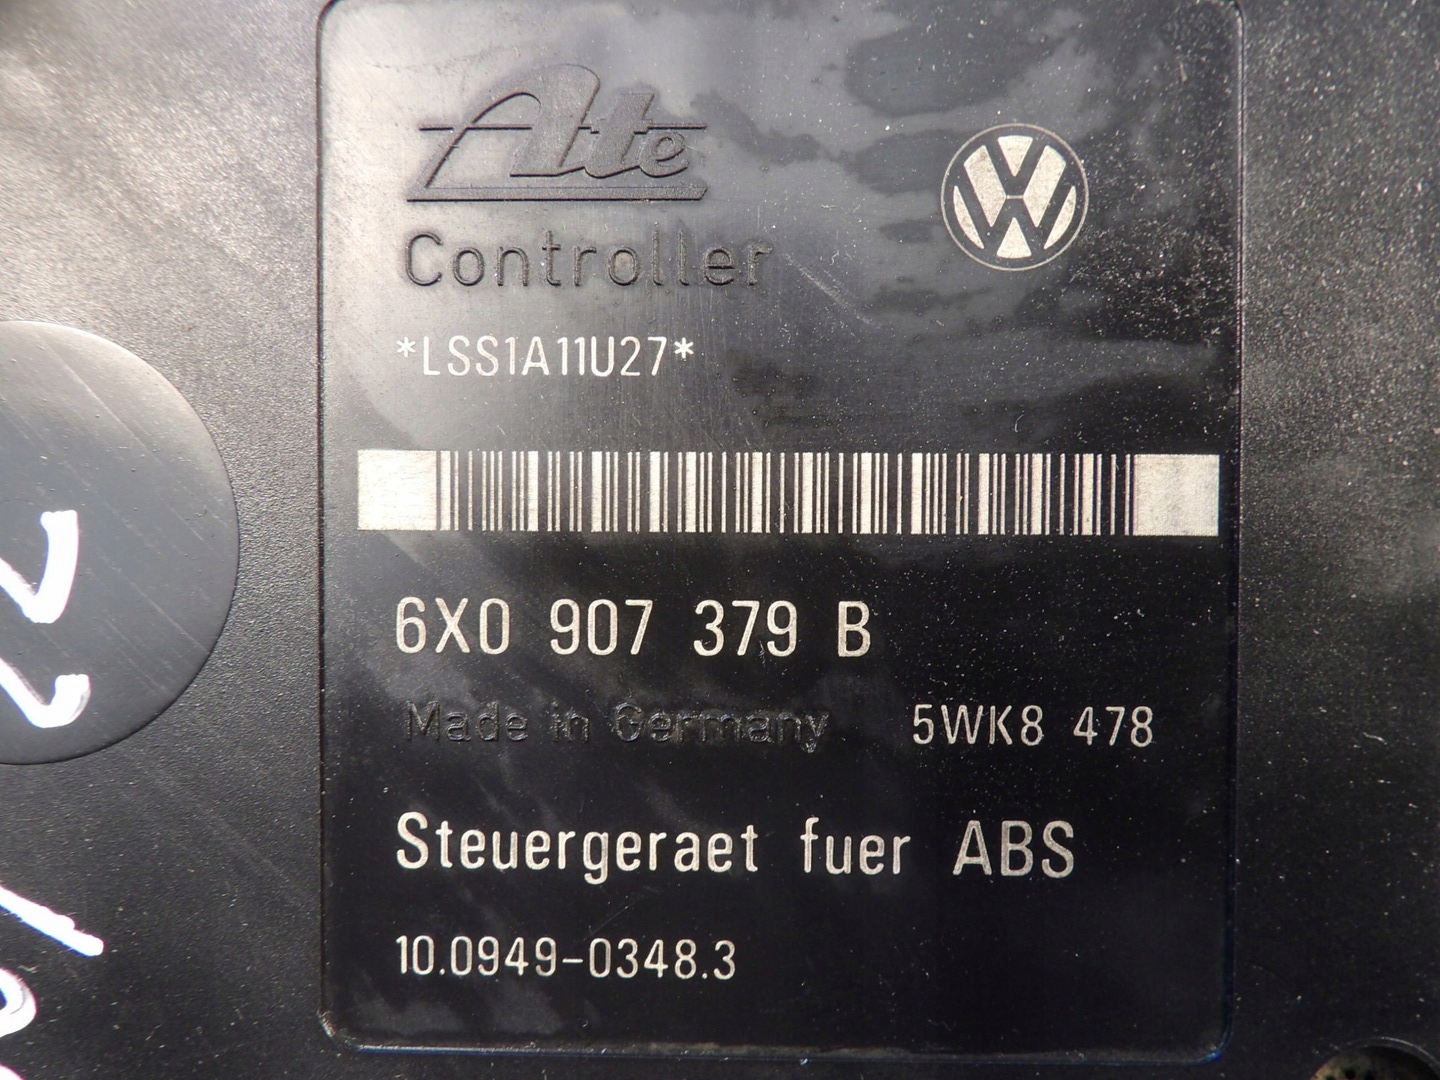 Ate
Controller
*LSS1A11U27*
6X0 907 379 B
Made in Germany 5WK8 478
Steuergeraet fuer ABS
10.0949-0348.3